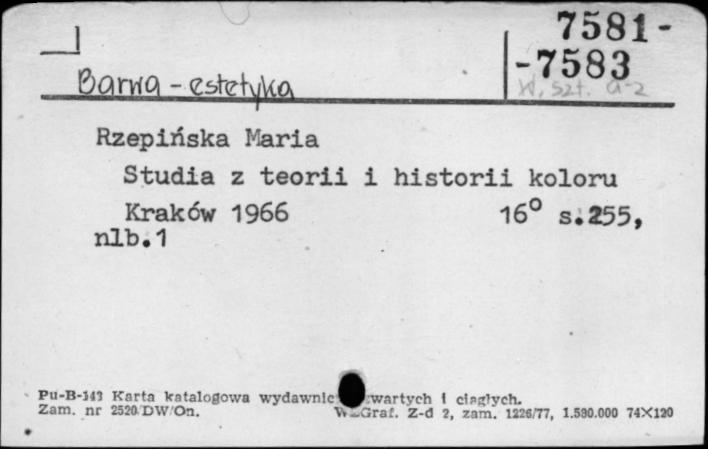 7581-
-7583
Barwa - estetyka
W. szt. a-z
Rzepińska Maria
Studia z teorii i historii koloru
Kraków 1966 16° s.255,
nlb.1
Pu-B-143 Karta katalogowa wydawnic wartych i ciągłych.
Zam. nr 2520/DW/On. Graf. Z-d 2, zam. 1226/77, 1.580.000 74X120